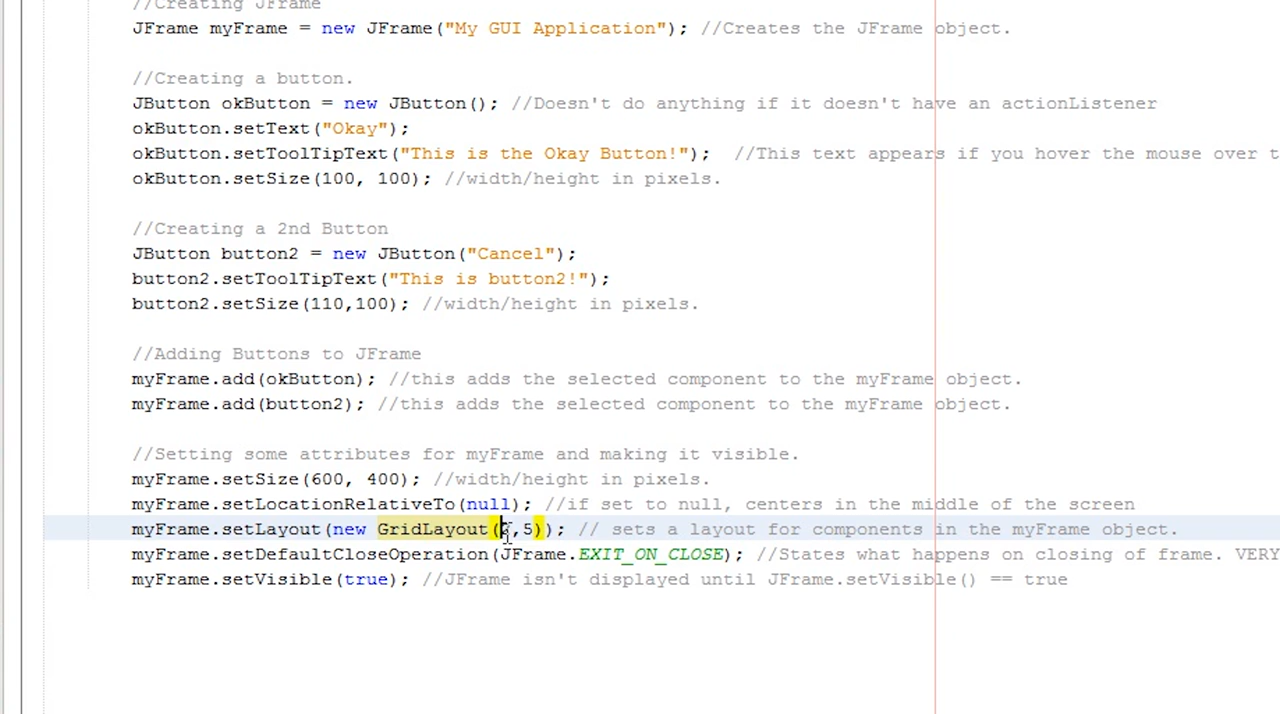 //Creating JFrame
JFrame myFrame = new JFrame("My GUI Application"); //Creates the JFrame object.
//Creating a button.
JButton okButton = new JButton(); //Doesn't do anything if it doesn't have an actionListener
okButton.setText("Okay");
okButton.setToolTipText("This is the Okay Button!"); //This text appears if you hover the mouse over t
okButton.setSize(100, 100); //width/height in pixels.
//Creating a 2nd Button
JButton button2 = new JButton("Cancel");
button2.setToolTipText("This is button2!");
button2.setSize(110,100); //width/height in pixels.
//Adding Buttons to JFrame
myFrame.add(okButton); //this adds the selected component to the myFrame object.
myFrame.add(button2); //this adds the selected component to the myFrame object.
//Setting some attributes for myFrame and making it visible.
myFrame.setSize(600, 400); //width/height in pixels.
myFrame.setLocationRelativeTo(null); //if set to null, centers in the middle of the screen
myFrame.setLayout(new GridLayout( ,5)); // sets a layout for components in the myFrame object.
myFrame.setDefaultCloseOperation(JFrame.EXIT_ON_CLOSE); //States what happens on closing of frame. VERY
myFrame.setVisible(true); //JFrame isn't displayed until JFrame.setVisible() == true